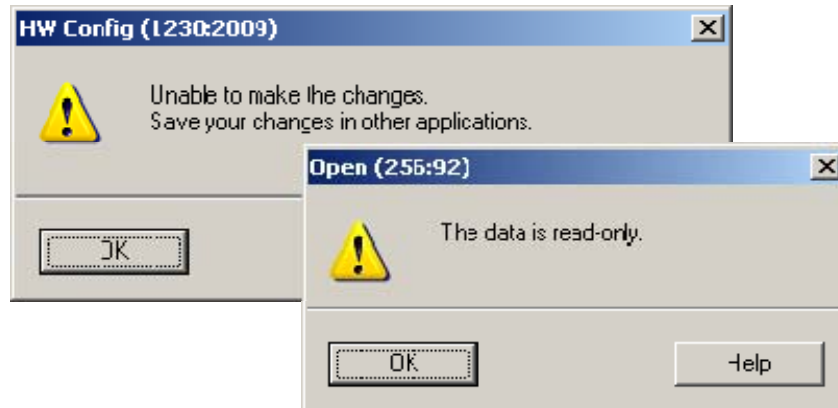 HW Config (1230:2009)
Unable to make the changes.
Save your changes in other applications.
OK
Open (256:92)
The data is read-only.
OK
Help